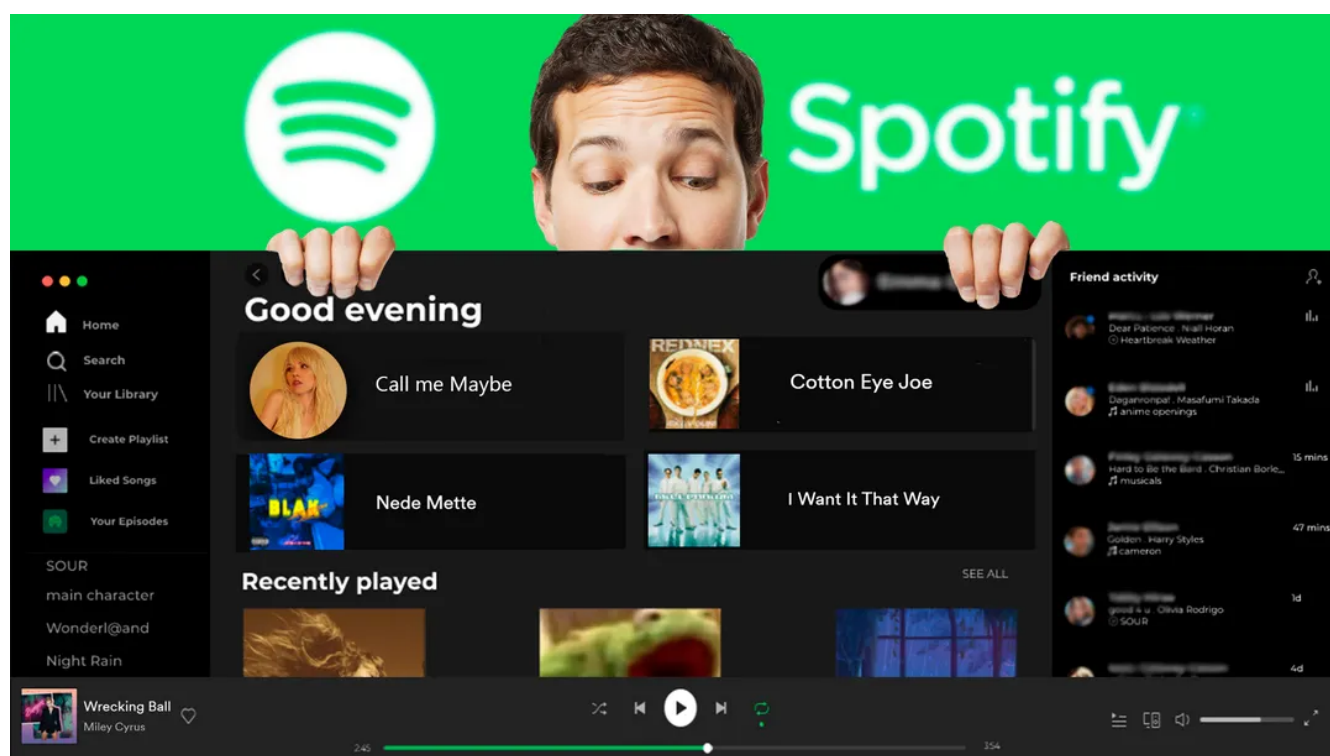 Spotify
Good evening
Home
Search
Your Library
Create Playlist
Liked Songs
Your Episodes
SOUR
main character
Wonderl@and
Night Rain
Call me Maybe
REDNEX
Cotton Eye Joe
BLAK
Nede Mette
MILLENNIUM
I Want It That Way
Recently played
SEE ALL
Friend activity
Dear Patience . Niall Horan
Heartbreak Weather
Daganronpa! . Masafumi Takada
anime openings
15 mins
Hard to Be the Bard . Christian Borle...
musicals
47 mins
Golden . Harry Styles
cameron
1d
good 4 u . Olivia Rodrigo
SOUR
4d
Wrecking Ball
Miley Cyrus
2:45
3:54